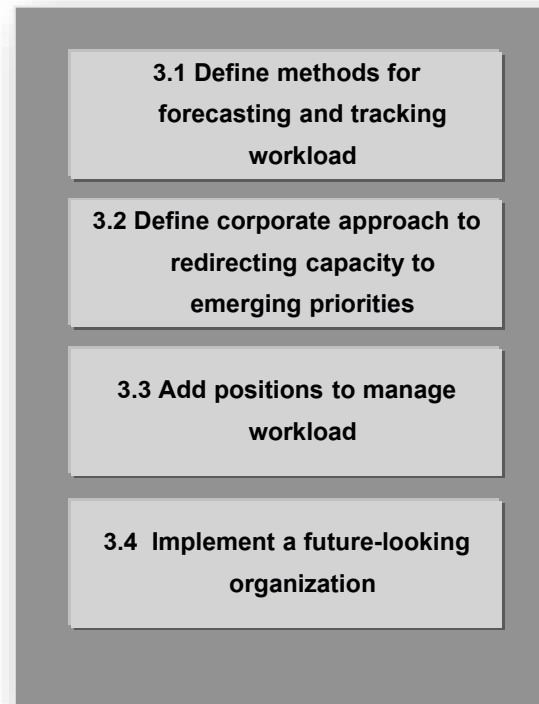 3.1 Define methods for
forecasting and tracking
workload
3.2 Define corporate approach to
redirecting capacity to
emerging priorities
3.3 Add positions to manage
workload
3.4  Implement a future-looking
organization